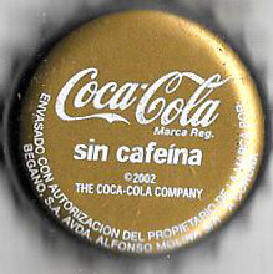 Coca-Cola
Marca Reg.
sin cafeína
©2002
THE COCA-COLA COMPANY
ENVASADO CON AUTORIZACION DEL PROPIETARIO DE LA MARCA POR:
BEGANO, S.A. AVDA. ALFONSO MOLINA